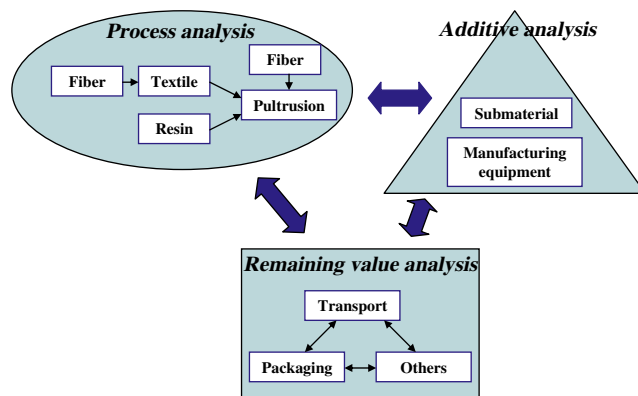 Process analysis
Fiber
Fiber
Textile
Pultrusion
Resin
Additive analysis
Submaterial
Manufacturing
equipment
Remaining value analysis
Transport
Packaging
Others